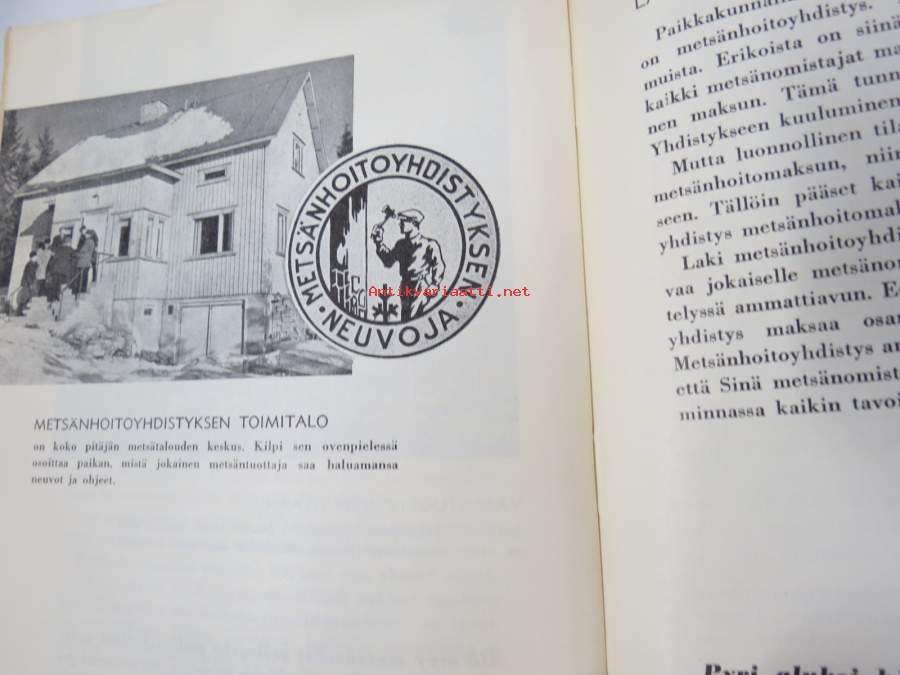 METSÄNHOITOYHDISTYKSEN
NEUVOJA
Antikvariaatti.net
METSÄNHOITOYHDISTYKSEN TOIMITALO
on koko pitäjän metsätalouden keskus. Kilpi sen ovenpielessä
osoittaa paikan, mistä jokainen metsäntuottaja saa haluamansa
neuvot ja ohjeet.
on metsänhoitoyhdistys.
muista. Erikoista on siinä
kaikki metsänomistajat ma
nen maksun. Tämä tunn
Yhdistykseen kuuluminen
Mutta luonnollinen tila
metsänhoitomaksun, niin
seen. Tällöin pääset kai
yhdistys metsänhoitomak
Laki metsänhoitoyhdi
vaa jokaiselle metsänom
telyssä ammattiavun. E
yhdistys maksaa osan
Metsänhoitoyhdistys an
että Sinä metsänomist
minnassa kaikin tavoi